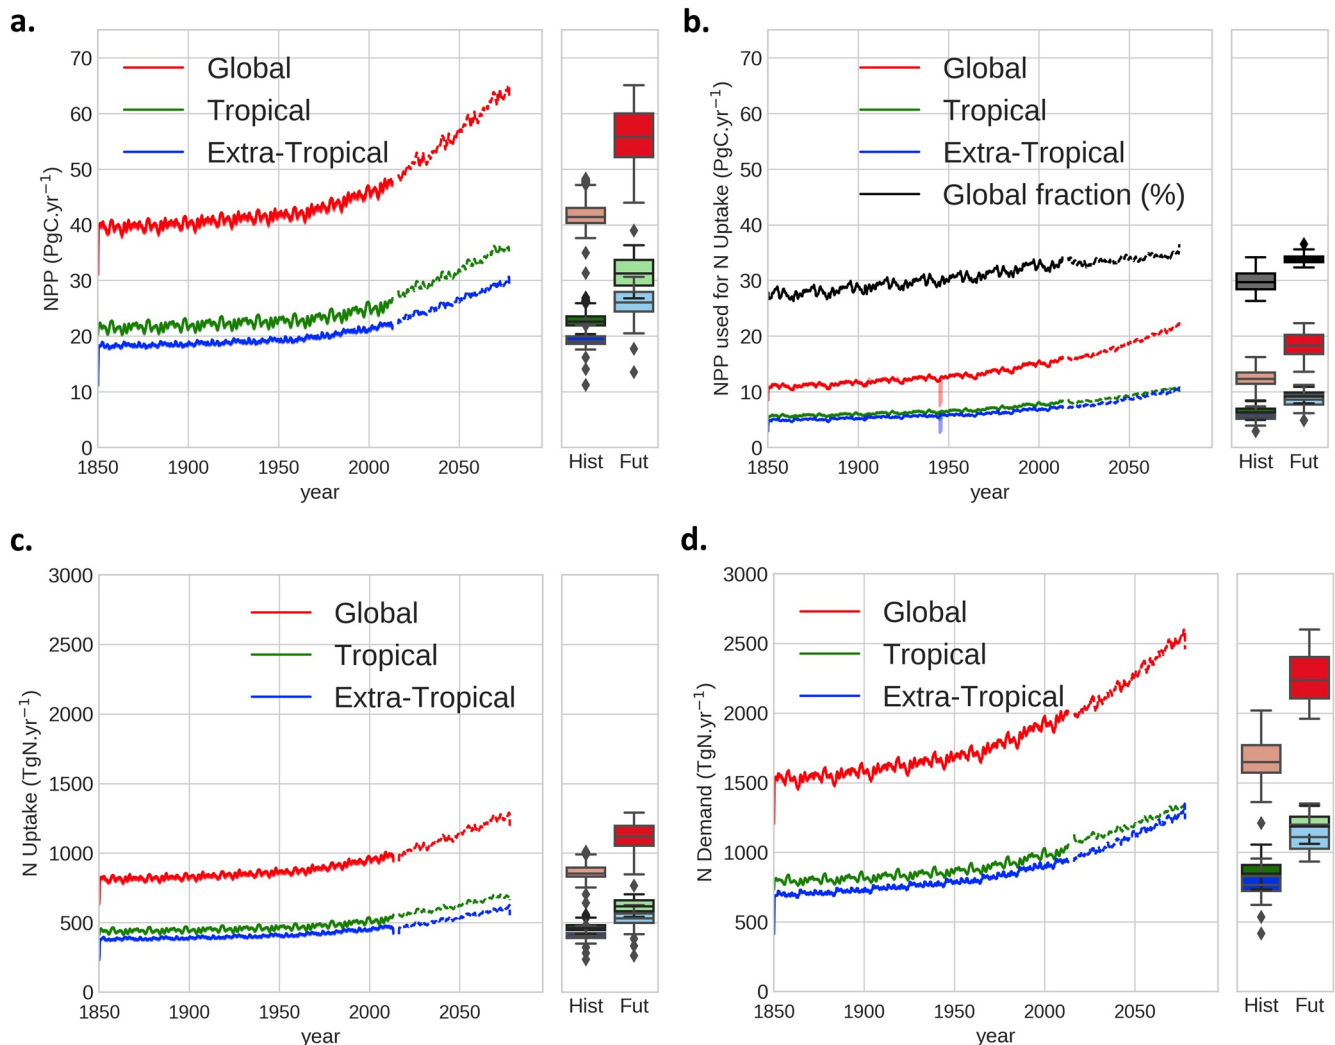 a.
NPP (PgC.yr⁻¹)
70
60
50
40
30
20
10
0
Global
Tropical
Extra-Tropical
1850 1900 1950 2000 2050
year
Hist Fut
b.
NPP used for N Uptake (PgC.yr⁻¹)
70
60
50
40
30
20
10
0
Global
Tropical
Extra-Tropical
Global fraction (%)
1850 1900 1950 2000 2050
year
Hist Fut
c.
N Uptake (TgN.yr⁻¹)
3000
2500
2000
1500
1000
500
0
Global
Tropical
Extra-Tropical
1850 1900 1950 2000 2050
year
Hist Fut
d.
N Demand (TgN.yr⁻¹)
3000
2500
2000
1500
1000
500
0
Global
Tropical
Extra-Tropical
1850 1900 1950 2000 2050
year
Hist Fut